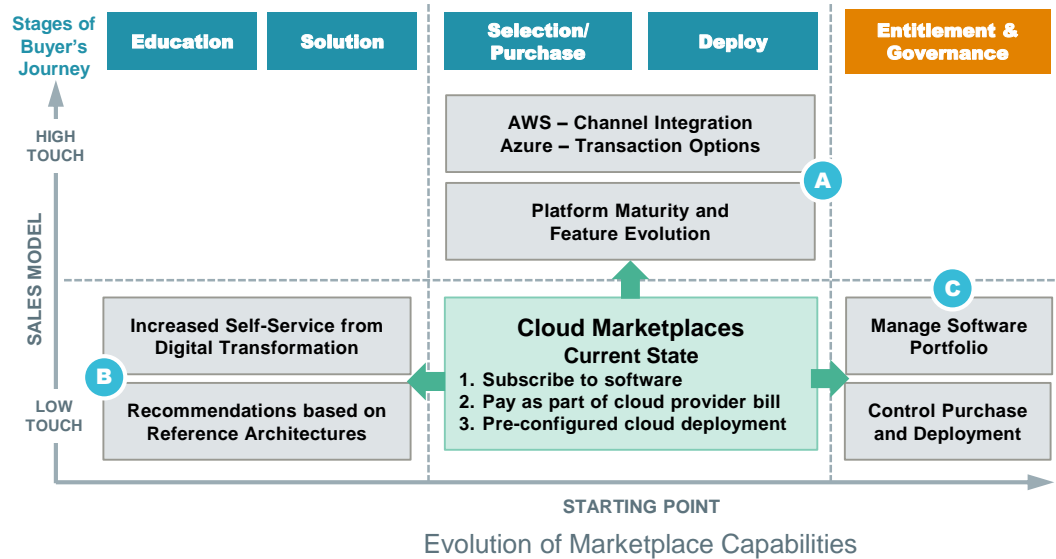 Stages of
Buyer's
Journey
Education
Solution
Selection/
Purchase
Deploy
Entitlement &
Governance
HIGH
TOUCH
SALES MODEL
LOW
TOUCH
AWS – Channel Integration
Azure – Transaction Options
A
Platform Maturity and
Feature Evolution
Increased Self-Service from
Digital Transformation
B
Recommendations based on
Reference Architectures
Cloud Marketplaces
Current State
1. Subscribe to software
2. Pay as part of cloud provider bill
3. Pre-configured cloud deployment
C
Manage Software
Portfolio
Control Purchase
and Deployment
STARTING POINT
Evolution of Marketplace Capabilities